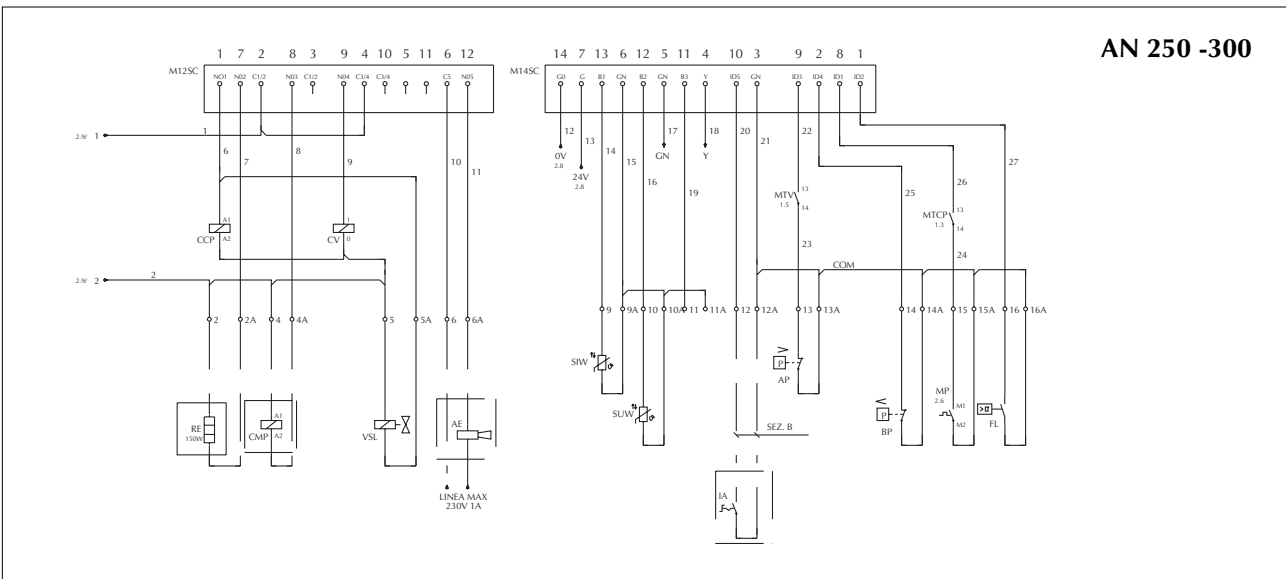 AN 250 -300
1 7 2 8 3 9 4 10 5 11 6 12
M12SC
NO1 N02 C1/2 N03 C1/2 N04 C3/4 C3/4 C5 N05
14 7 13 6 12 5 11 4 10 3 9 2 8 1
M14SC
G0 G B1 GN B2 GN B3 Y ID5 GN ID3 ID4 ID1 ID2
2.9/ 1
1
6
7
8
9
10
11
12
0V
2.8
13
24V
2.8
14
15
16
17
GN
18
Y
19
20
21
22
MTV
1.5
13
14
23
25
26
MTCP
1.3
13
14
24
27
CCP
A1
A2
CV
1
0
COM
2.9/ 2
2
2 2A 4 4A 5 5A 6 6A
9 9A 10 10A 11 11A 12 12A 13 13A 14 14A 15 15A 16 16A
RE
150W
CMP
A1
A2
VSL
AE
LINEA MAX
230V 1A
SIW
SUW
SEZ. B
IA
P
AP
P
BP
MP
2.6
M1
M2
FL